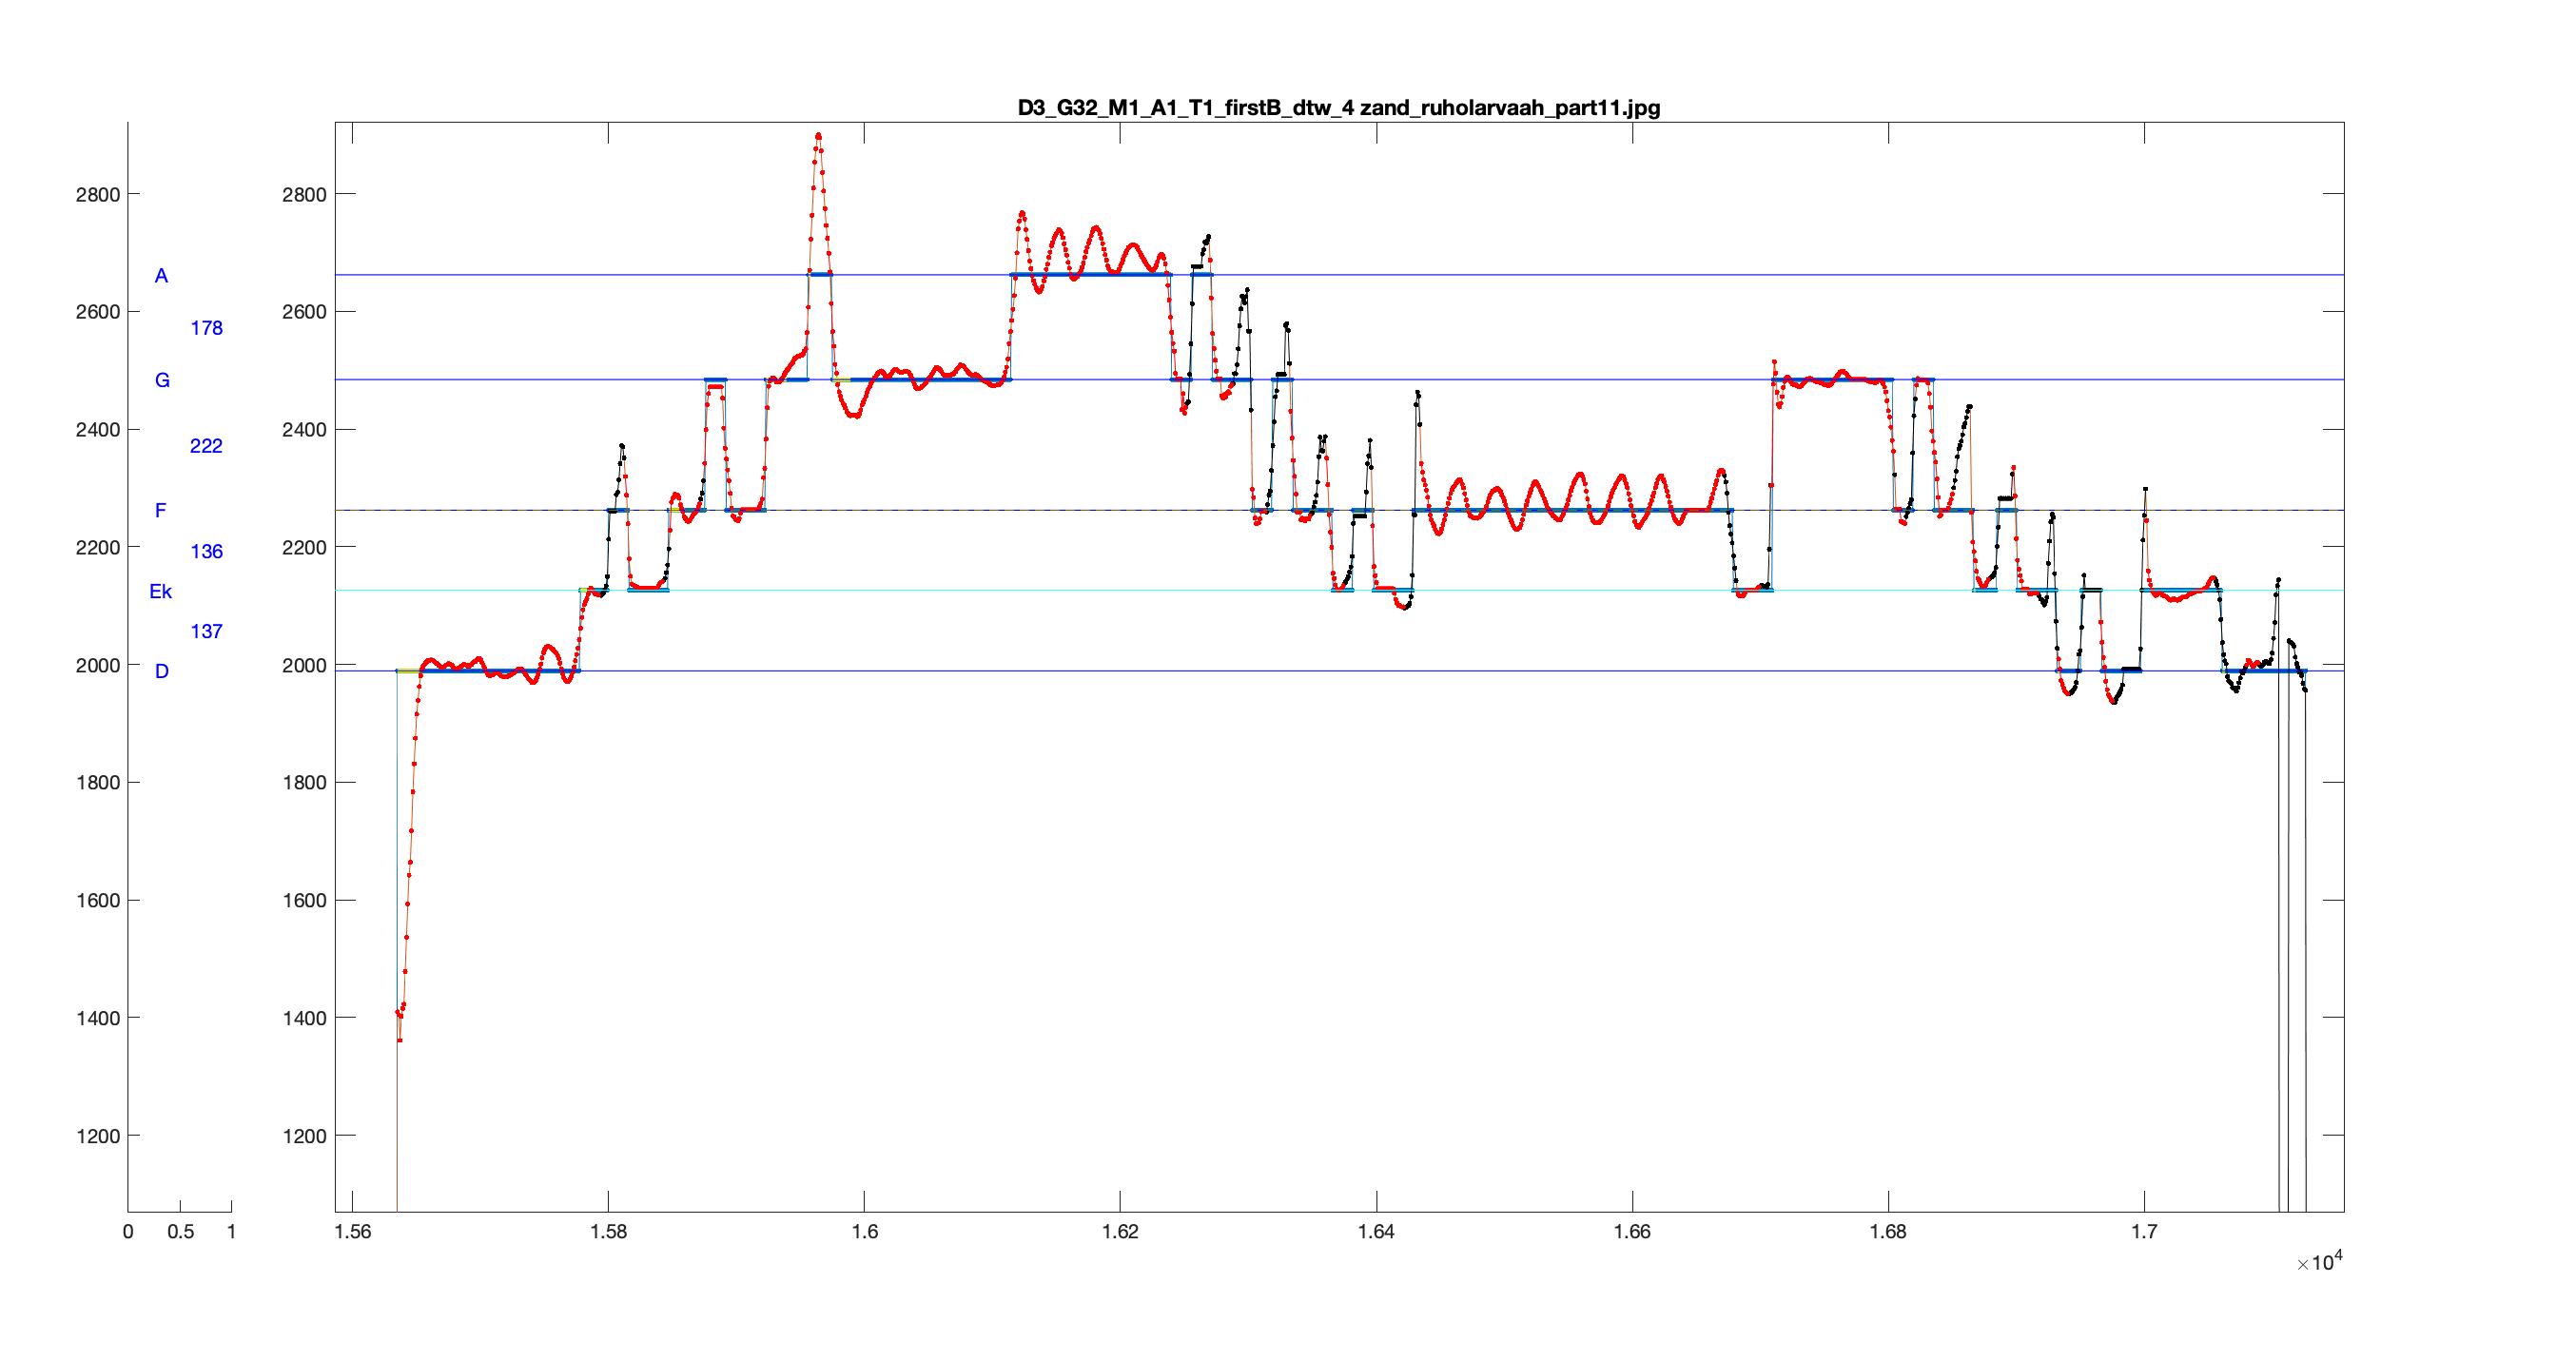 D3_G32_M1_A1_T1_firstB_dtw_4 zand_ruholarvaah_part11.jpg
2800 2800
A
2600 178 2600
G
2400 222 2400
F
2200 136 2200
Ek
137
2000 D 2000
1800 1800
1600 1600
1400 1400
1200 1200
0 0.5 1 1.56 1.58 1.6 1.62 1.64 1.66 1.68 1.7
×10⁴